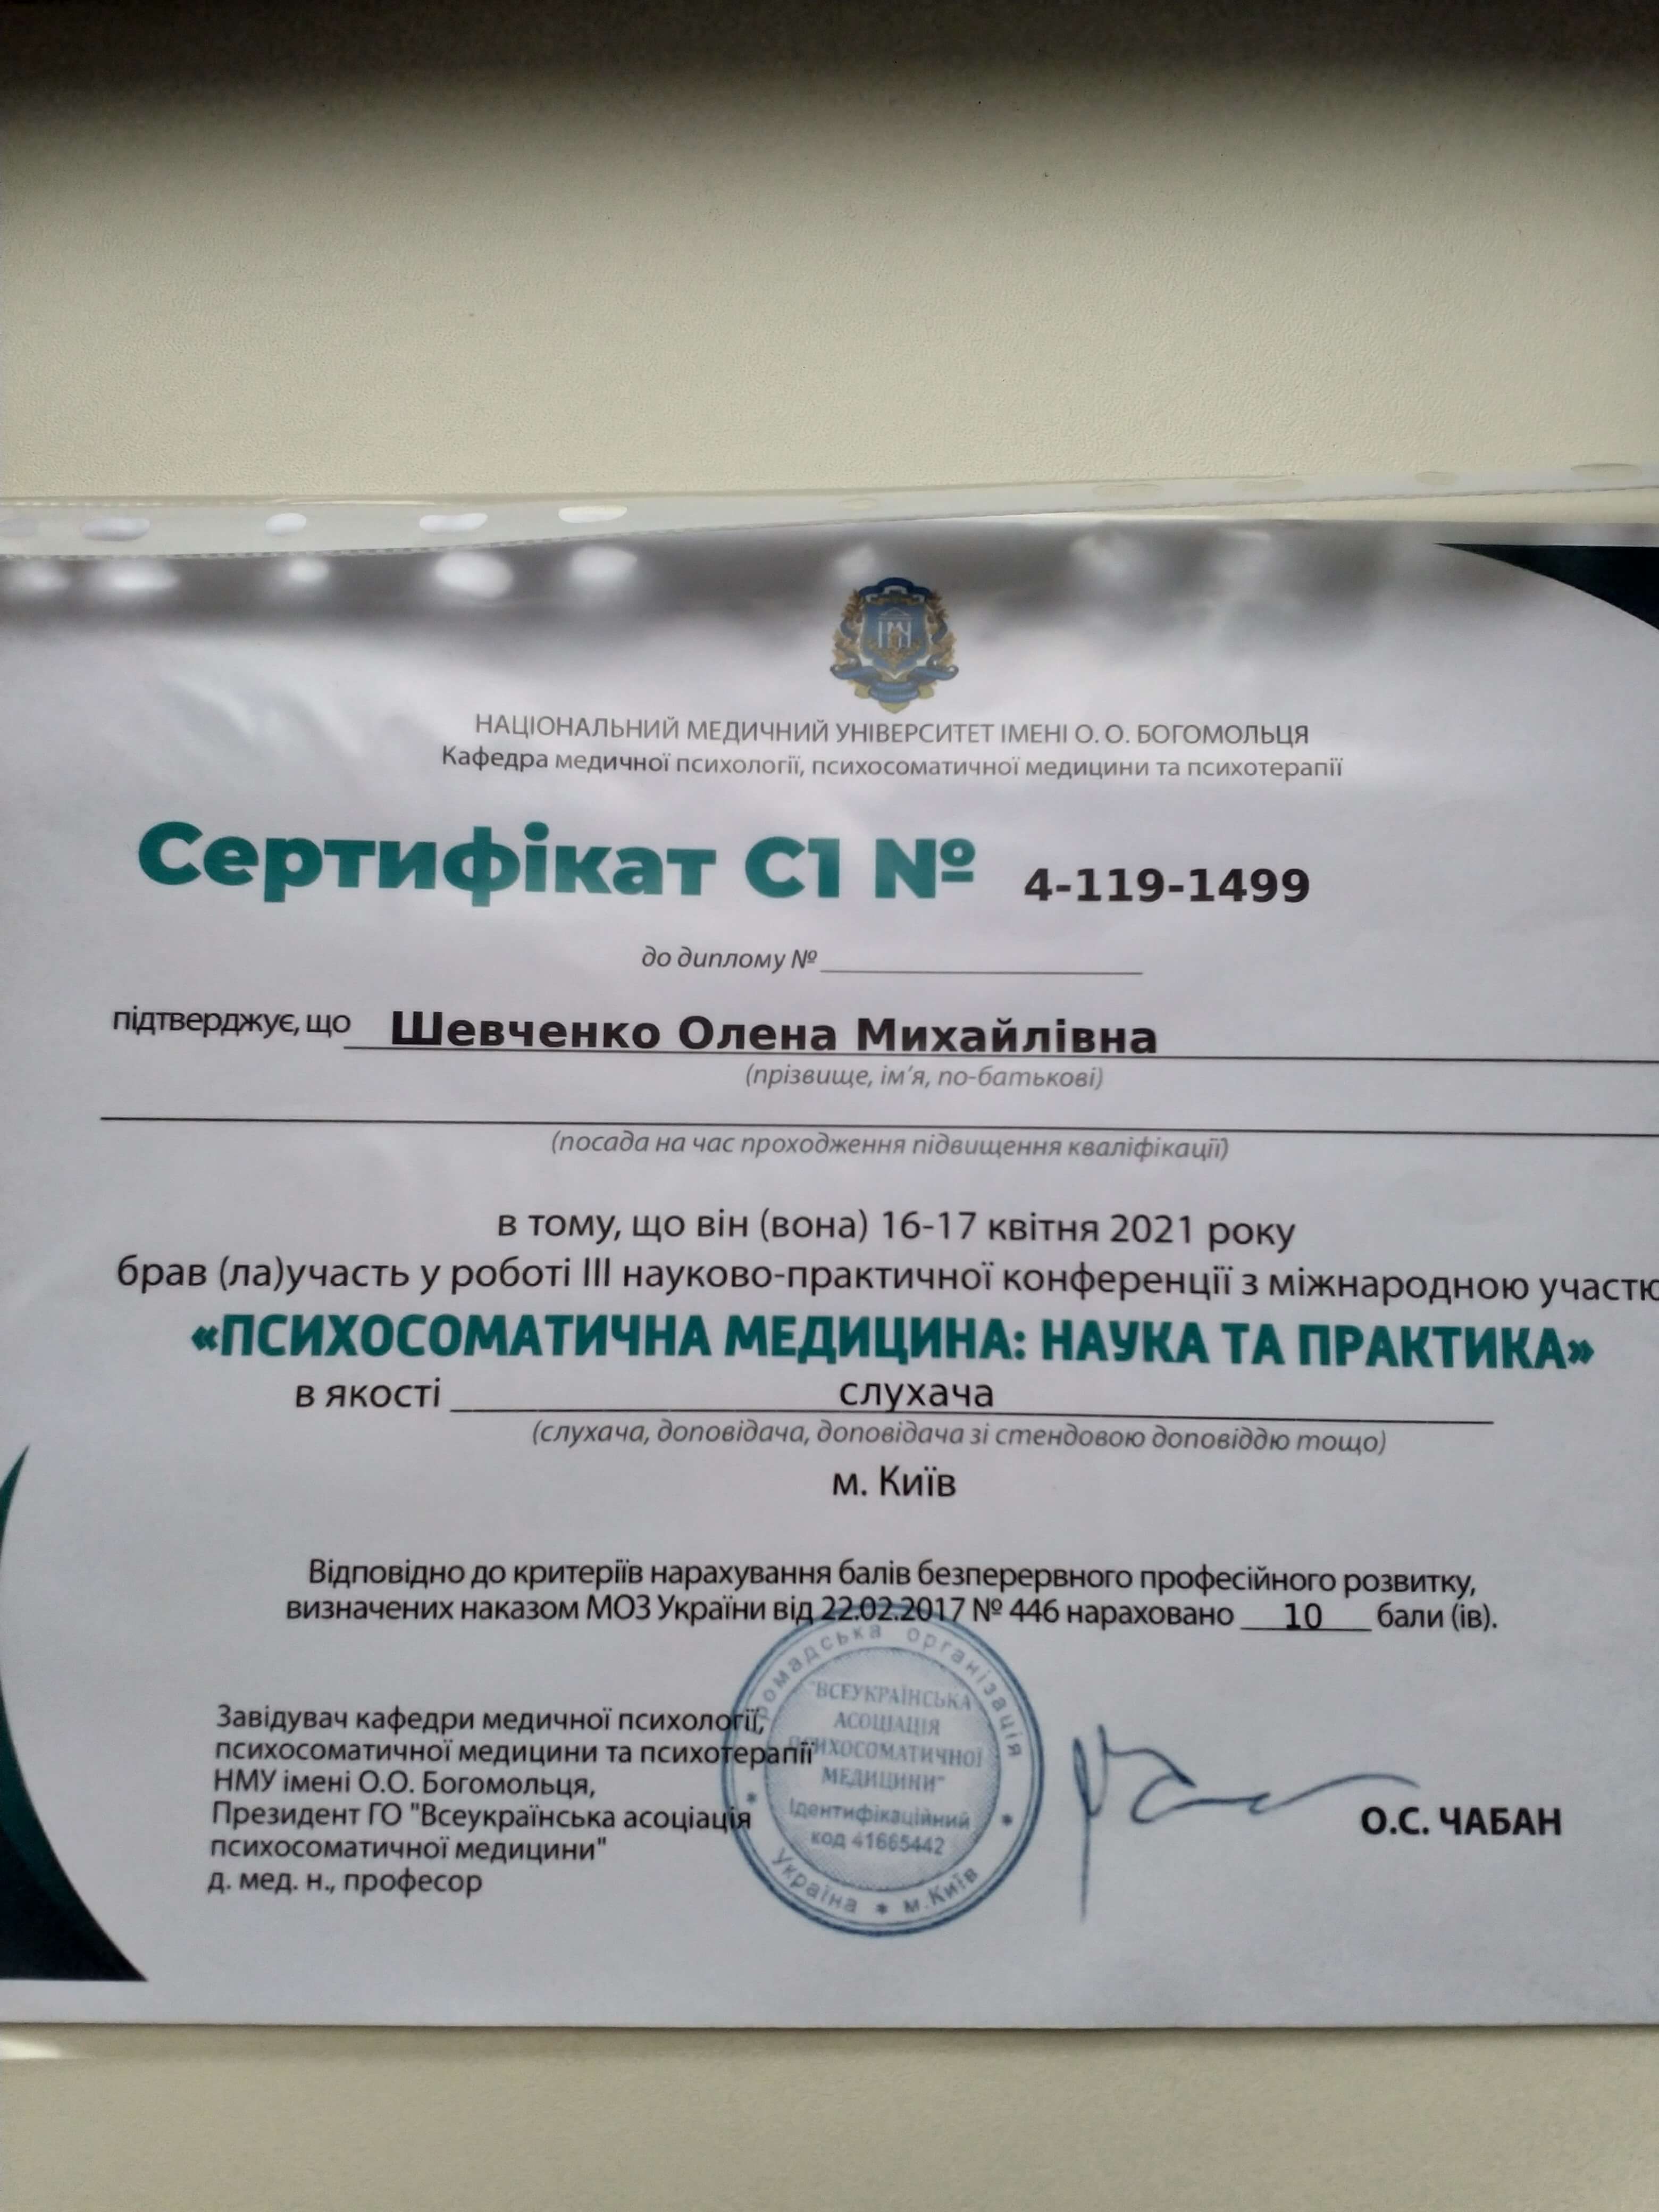 НАЦІОНАЛЬНИЙ МЕДИЧНИЙ УНІВЕРСИТЕТ ІМЕНІ О. О. БОГОМОЛЬЦЯ
Кафедра медичної психології, психосоматичної медицини та психотерапії
Сертифікат С1 № 4-119-1499
до диплому №
підтверджує, що Шевченко Олена Михайлівна
(прізвище, ім’я, по-батькові)
(посада на час проходження підвищення кваліфікації)
в тому, що він (вона) 16-17 квітня 2021 року
брав (ла)участь у роботі III науково-практичної конференції з міжнародною участю
«ПСИХОСОМАТИЧНА МЕДИЦИНА: НАУКА ТА ПРАКТИКА»
в якості слухача
(слухача, доповідача, доповідача зі стендовою доповіддю тощо)
м. Київ
Відповідно до критеріїв нарахування балів безперервного професійного розвитку,
визначених наказом МОЗ України від 22.02.2017 № 446 нараховано 10 бали (ів).
Завідувач кафедри медичної психології,
психосоматичної медицини та психотерапії
НМУ імені О.О. Богомольця,
Президент ГО "Всеукраїнська асоціація
психосоматичної медицини"
д. мед. н., професор
Громадська організація
"ВСЕУКРАЇНСЬКА
АСОЦІАЦІЯ
ПСИХОСОМАТИЧНОЇ
МЕДИЦИНИ"
Ідентифікаційний
код 41665442
Україна * м.Київ
О.С. ЧАБАН